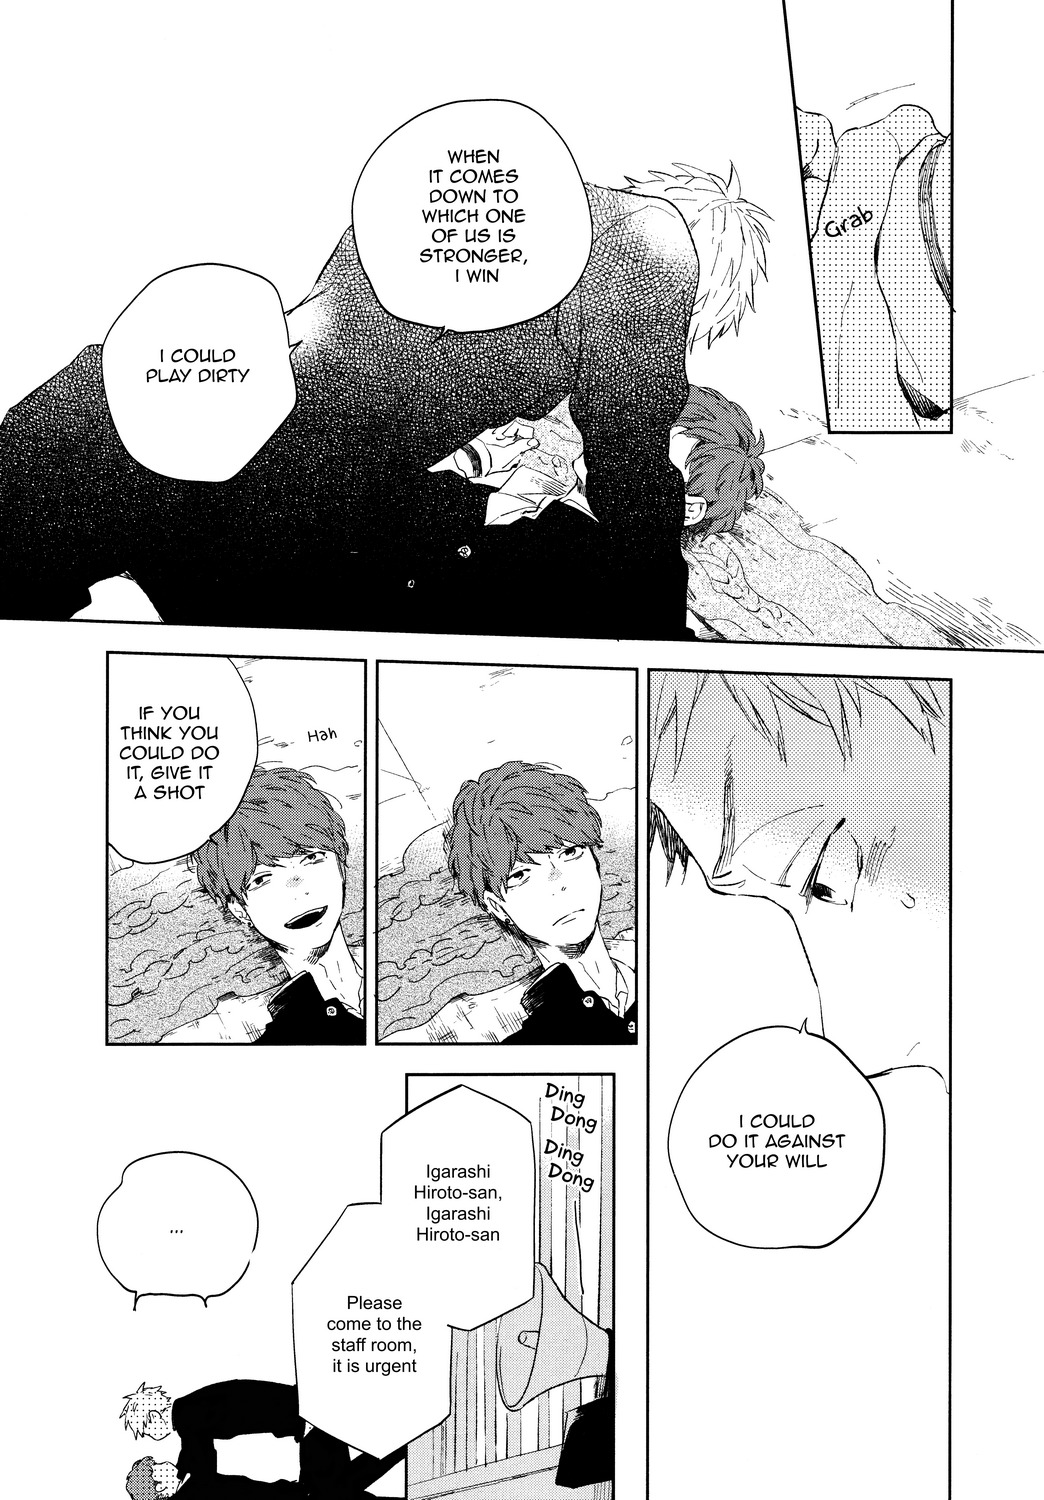 Grab
WHEN
IT COMES
DOWN TO
WHICH ONE
OF US IS
STRONGER,
I WIN
I COULD
PLAY DIRTY
I COULD
DO IT AGAINST
YOUR WILL
Hah
IF YOU
THINK YOU
COULD DO
IT, GIVE IT
A SHOT
Ding
Dong
Ding
Dong
Igarashi
Hiroto-san,
Igarashi
Hiroto-san
Please
come to the
staff room,
it is urgent
...